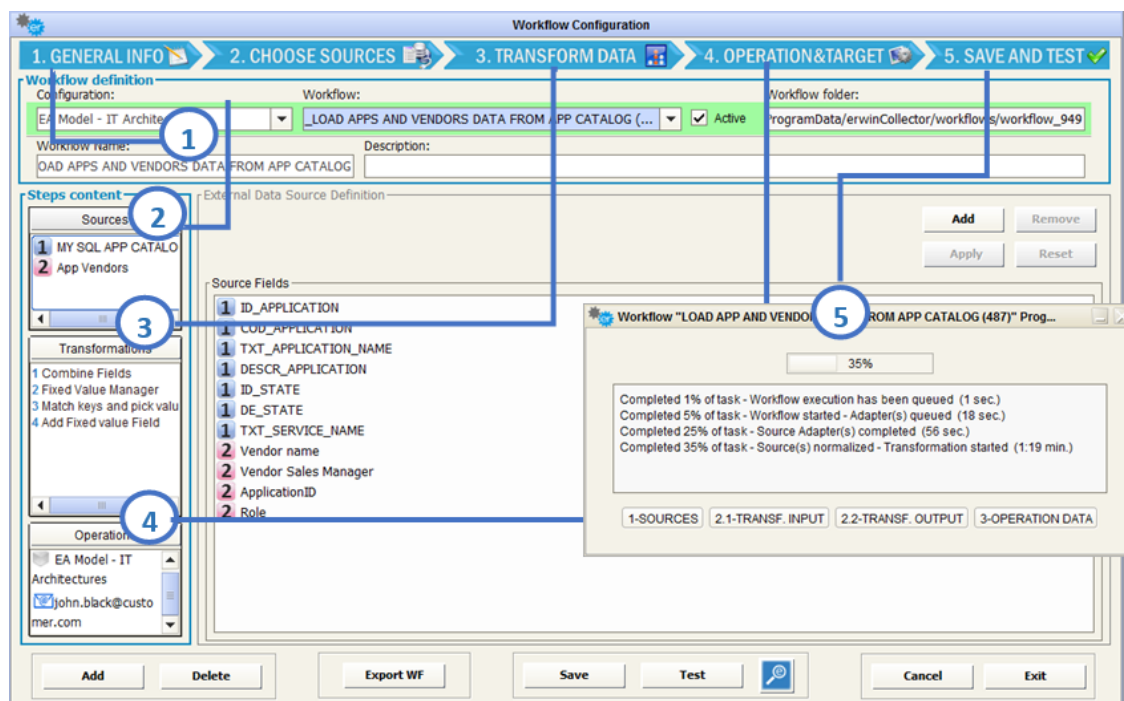 Workflow Configuration
1. GENERAL INFO 2. CHOOSE SOURCES 3. TRANSFORM DATA 4. OPERATION&TARGET 5. SAVE AND TEST
Workflow definition
Configuration: Workflow: Workflow folder:
EA Model - IT Archite _LOAD APPS AND VENDORS DATA FROM APP CATALOG (... Active ProgramData/erwinCollector/workflows/workflow_949
1
Workflow Name: Description:
OAD APPS AND VENDORS DATA FROM APP CATALOG
Steps content
External Data Source Definition
Sources
2
Add Remove
1 MY SQL APP CATALO
2 App Vendors
Apply Reset
Source Fields
1 ID_APPLICATION
1 COD_APPLICATION
1 TXT_APPLICATION_NAME
1 DESCR_APPLICATION
1 ID_STATE
1 DE_STATE
1 TXT_SERVICE_NAME
2 Vendor name
2 Vendor Sales Manager
2 ApplicationID
2 Role
3
Transformations
1 Combine Fields
2 Fixed Value Manager
3 Match keys and pick valu
4 Add Fixed value Field
4
Operation
EA Model - IT
Architectures
john.black@custo
mer.com
5
Workflow "LOAD APP AND VENDOR ROM APP CATALOG (487)" Prog...
35%
Completed 1% of task - Workflow execution has been queued (1 sec.)
Completed 5% of task - Workflow started - Adapter(s) queued (18 sec.)
Completed 25% of task - Source Adapter(s) completed (56 sec.)
Completed 35% of task - Source(s) normalized - Transformation started (1:19 min.)
1-SOURCES 2.1-TRANSF. INPUT 2.2-TRANSF. OUTPUT 3-OPERATION DATA
Add Delete Export WF Save Test Cancel Exit